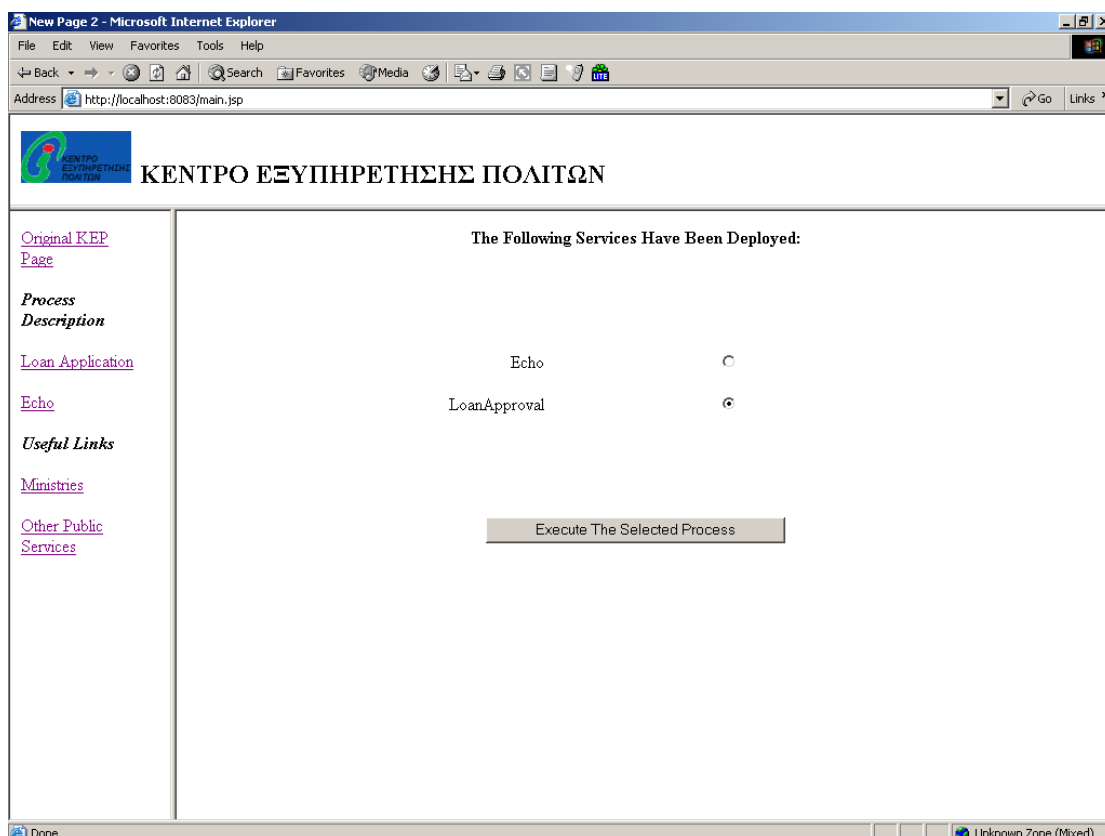 New Page 2 - Microsoft Internet Explorer
File Edit View Favorites Tools Help
Back Search Favorites Media LITE
Address http://localhost:8083/main.jsp Go Links
ΚΕΝΤΡΟ
ΕΞΥΠΗΡΕΤΗΣΗΣ
ΠΟΛΙΤΩΝ
ΚΕΝΤΡΟ ΕΞΥΠΗΡΕΤΗΣΗΣ ΠΟΛΙΤΩΝ
Original KEP
Page
Process
Description
Loan Application
Echo
Useful Links
Ministries
Other Public
Services
The Following Services Have Been Deployed:
Echo
LoanApproval
Execute The Selected Process
Done Unknown Zone (Mixed)